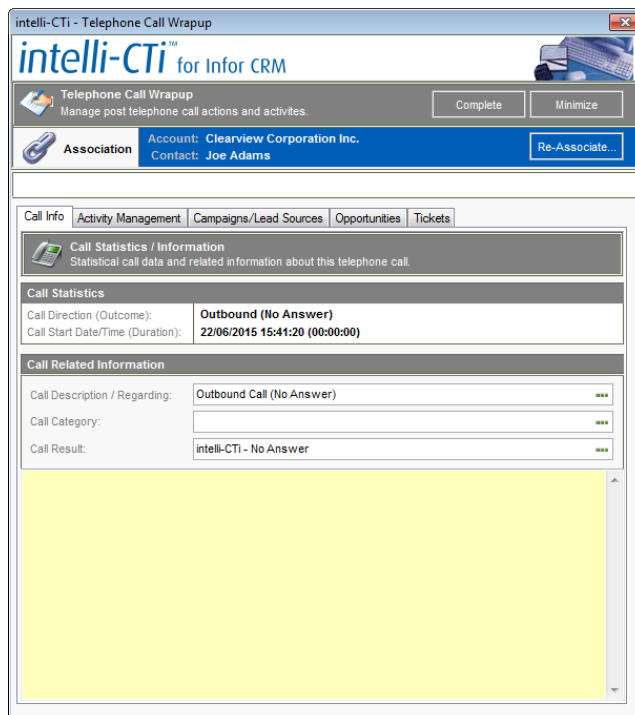 intelli-CTi - Telephone Call Wrapup
intelli-CTi™ for Infor CRM
Telephone Call Wrapup
Manage post telephone call actions and activites.
Complete
Minimize
Association
Account: Clearview Corporation Inc.
Contact: Joe Adams
Re-Associate...
Call Info
Activity Management
Campaigns/Lead Sources
Opportunities
Tickets
Call Statistics / Information
Statistical call data and related information about this telephone call.
Call Statistics
Call Direction (Outcome): Outbound (No Answer)
Call Start Date/Time (Duration): 22/06/2015 15:41:20 (00:00:00)
Call Related Information
Call Description / Regarding: Outbound Call (No Answer)
Call Category:
Call Result: intelli-CTi - No Answer